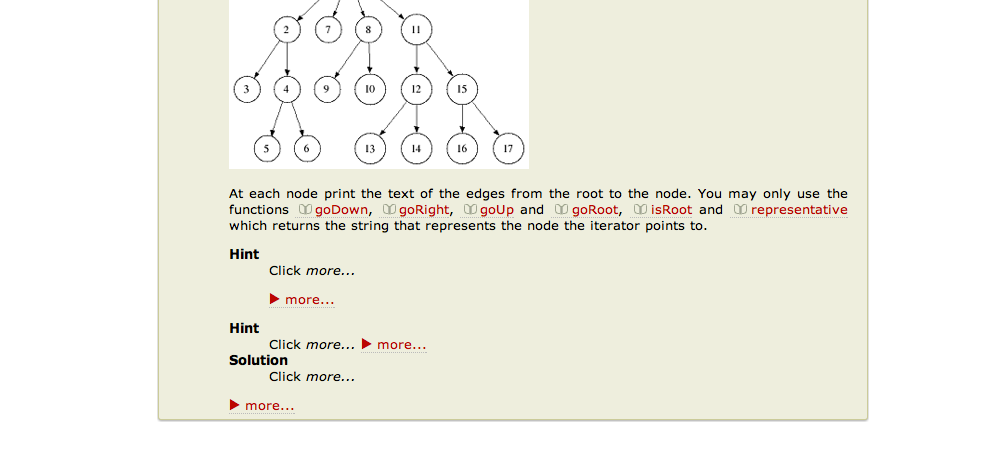 2 7 8 11
3 4 9 10 12 15
5 6 13 14 16 17
At each node print the text of the edges from the root to the node. You may only use the
functions goDown, goRight, goUp and goRoot, isRoot and representative
which returns the string that represents the node the iterator points to.
Hint
Click more...
more...
Hint
Click more... more...
Solution
Click more...
more...